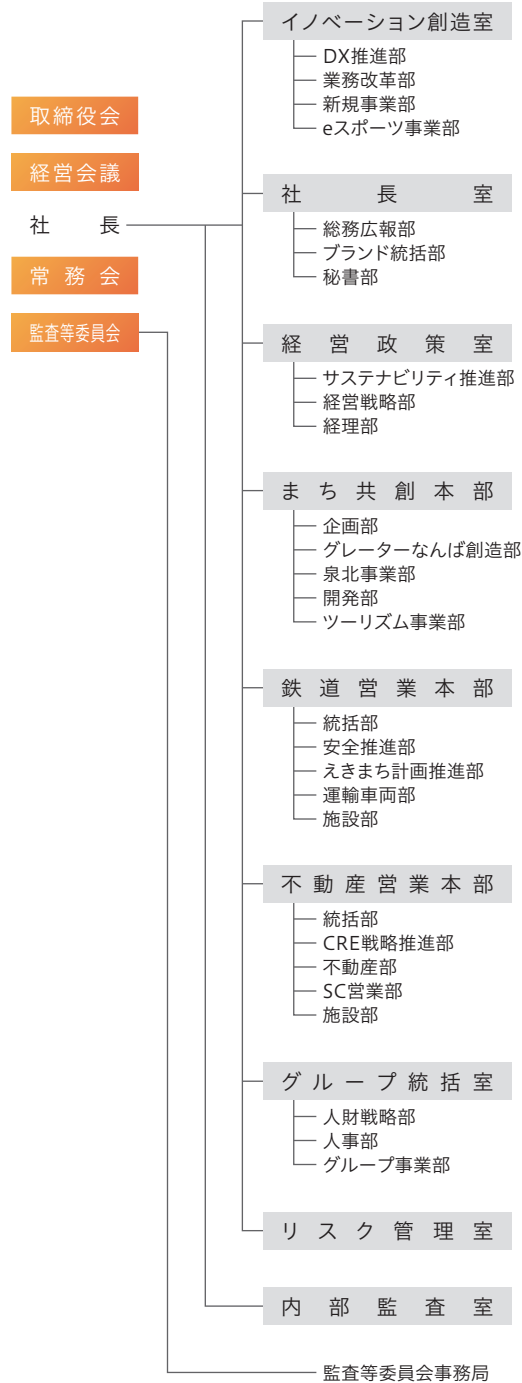 取締役会
経営会議
社長
常務会
監査等委員会
イノベーション創造室
DX推進部
業務改革部
新規事業部
eスポーツ事業部
社長室
総務広報部
ブランド統括部
秘書部
経営政策室
サステナビリティ推進部
経営戦略部
経理部
まち共創本部
企画部
グレーターなんば創造部
泉北事業部
開発部
ツーリズム事業部
鉄道営業本部
統括部
安全推進部
えきまち計画推進部
運輸車両部
施設部
不動産営業本部
統括部
CRE戦略推進部
不動産部
SC営業部
施設部
グループ統括室
人財戦略部
人事部
グループ事業部
リスク管理室
内部監査室
監査等委員会事務局